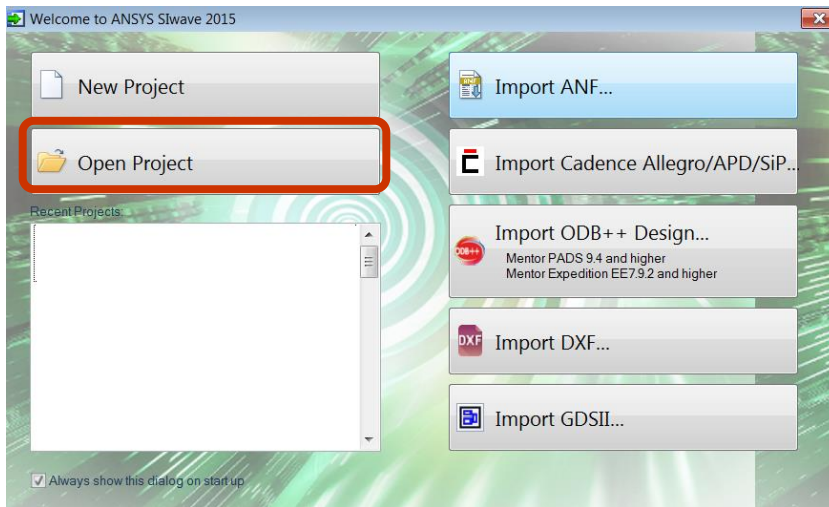 Welcome to ANSYS SIwave 2015
New Project
Open Project
Recent Projects:
Always show this dialog on start up
Import ANF...
Import Cadence Allegro/APD/SiP...
ODB++
Import ODB++ Design...
Mentor PADS 9.4 and higher
Mentor Expedition EE7.9.2 and higher
DXF
Import DXF...
Import GDSII...